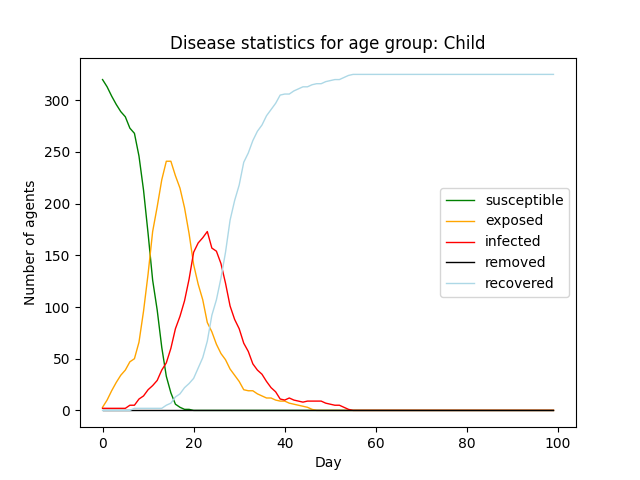 Disease statistics for age group: Child
Number of agents
300
250
200
150
100
50
0
susceptible
exposed
infected
removed
recovered
0 20 40 60 80 100
Day